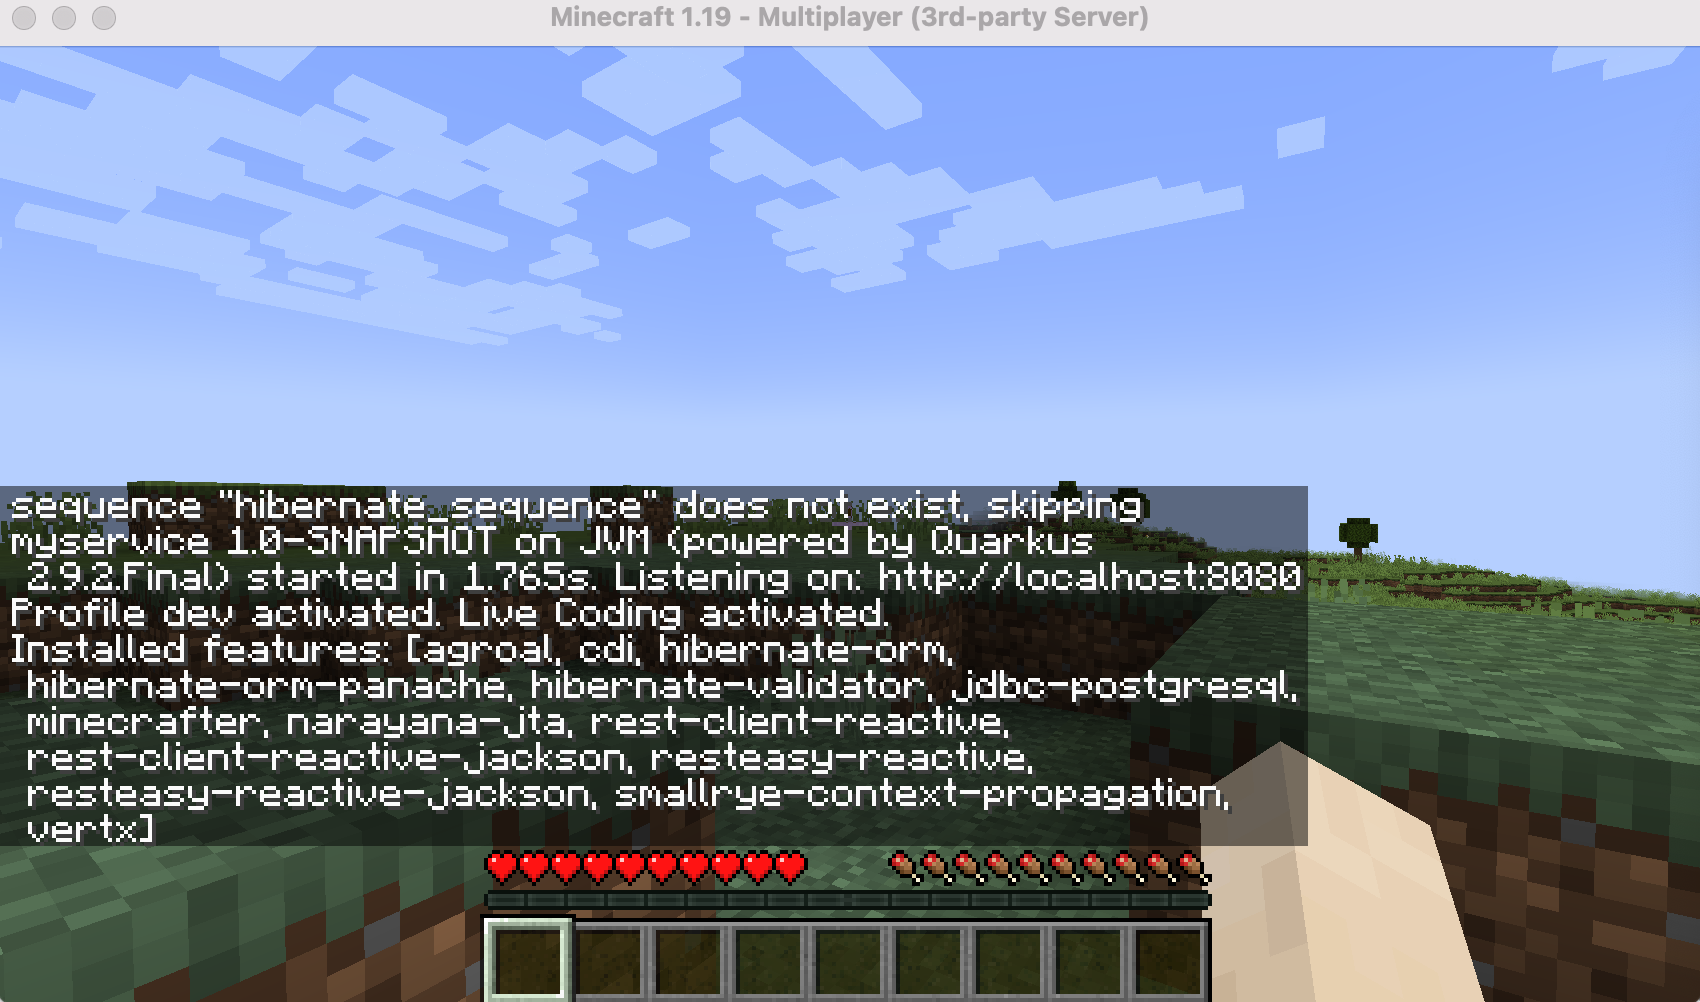 Minecraft 1.19 - Multiplayer (3rd-party Server)
sequence "hibernate_sequence" does not exist, skipping
myservice 1.0-SNAPSHOT on JVM (powered by Quarkus
2.9.2.Final) started in 1.765s. Listening on: http://localhost:8080
Profile dev activated. Live Coding activated.
Installed features: [agroal, cdi, hibernate-orm,
hibernate-orm-panache, hibernate-validator, jdbc-postgresql,
minecrafter, narayana-jta, rest-client-reactive,
rest-client-reactive-jackson, resteasy-reactive,
resteasy-reactive-jackson, smallrye-context-propagation,
vertx]